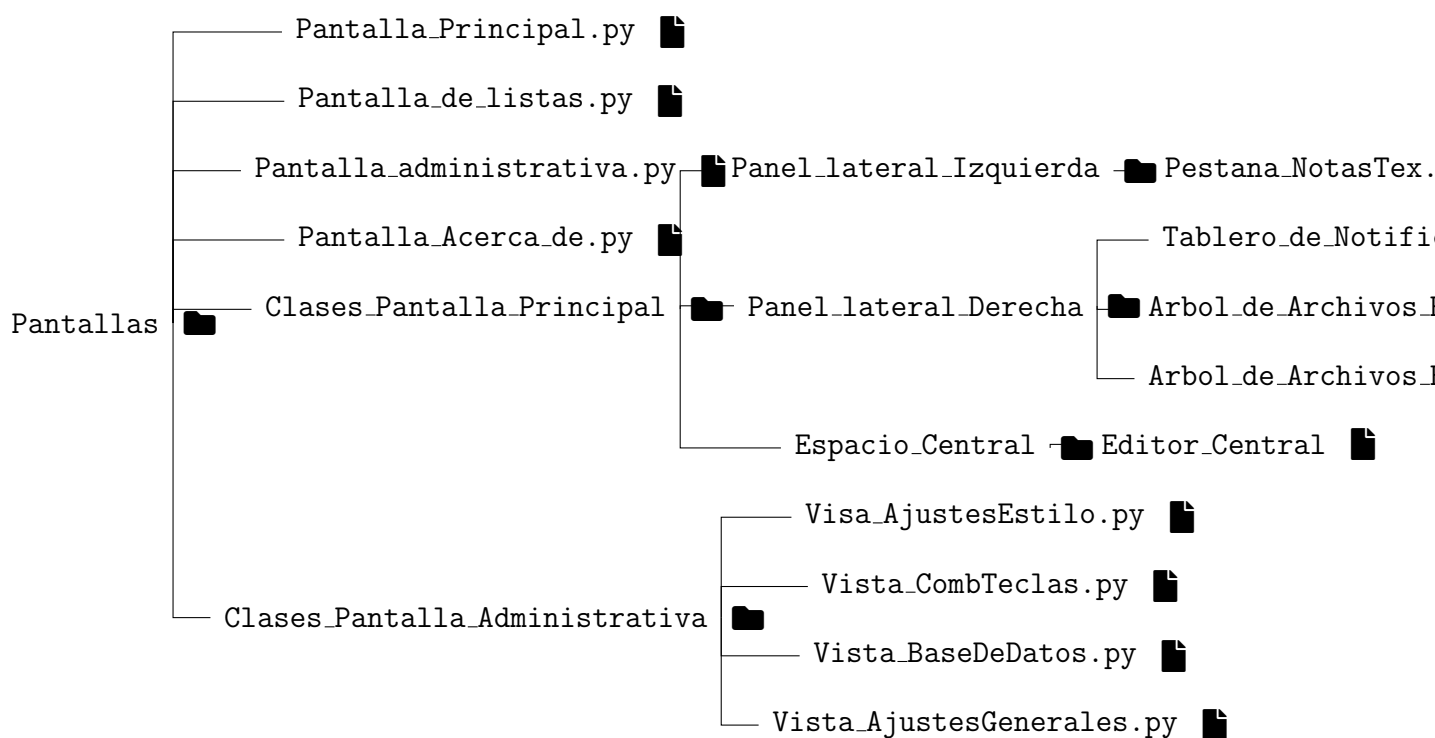 Pantalla_Principal.py
Pantalla_de_listas.py
Pantalla_administrativa.py Panel_lateral_Izquierda Pestana_NotasTex.
Pantalla_Acerca_de.py Tablero_de_Notifi
Clases_Pantalla_Principal Panel_lateral_Derecha Arbol_de_Archivos_
Pantallas
Arbol_de_Archivos_
Espacio_Central Editor_Central
Visa_AjustesEstilo.py
Vista_CombTeclas.py
Clases_Pantalla_Administrativa
Vista_BaseDeDatos.py
Vista_AjustesGenerales.py